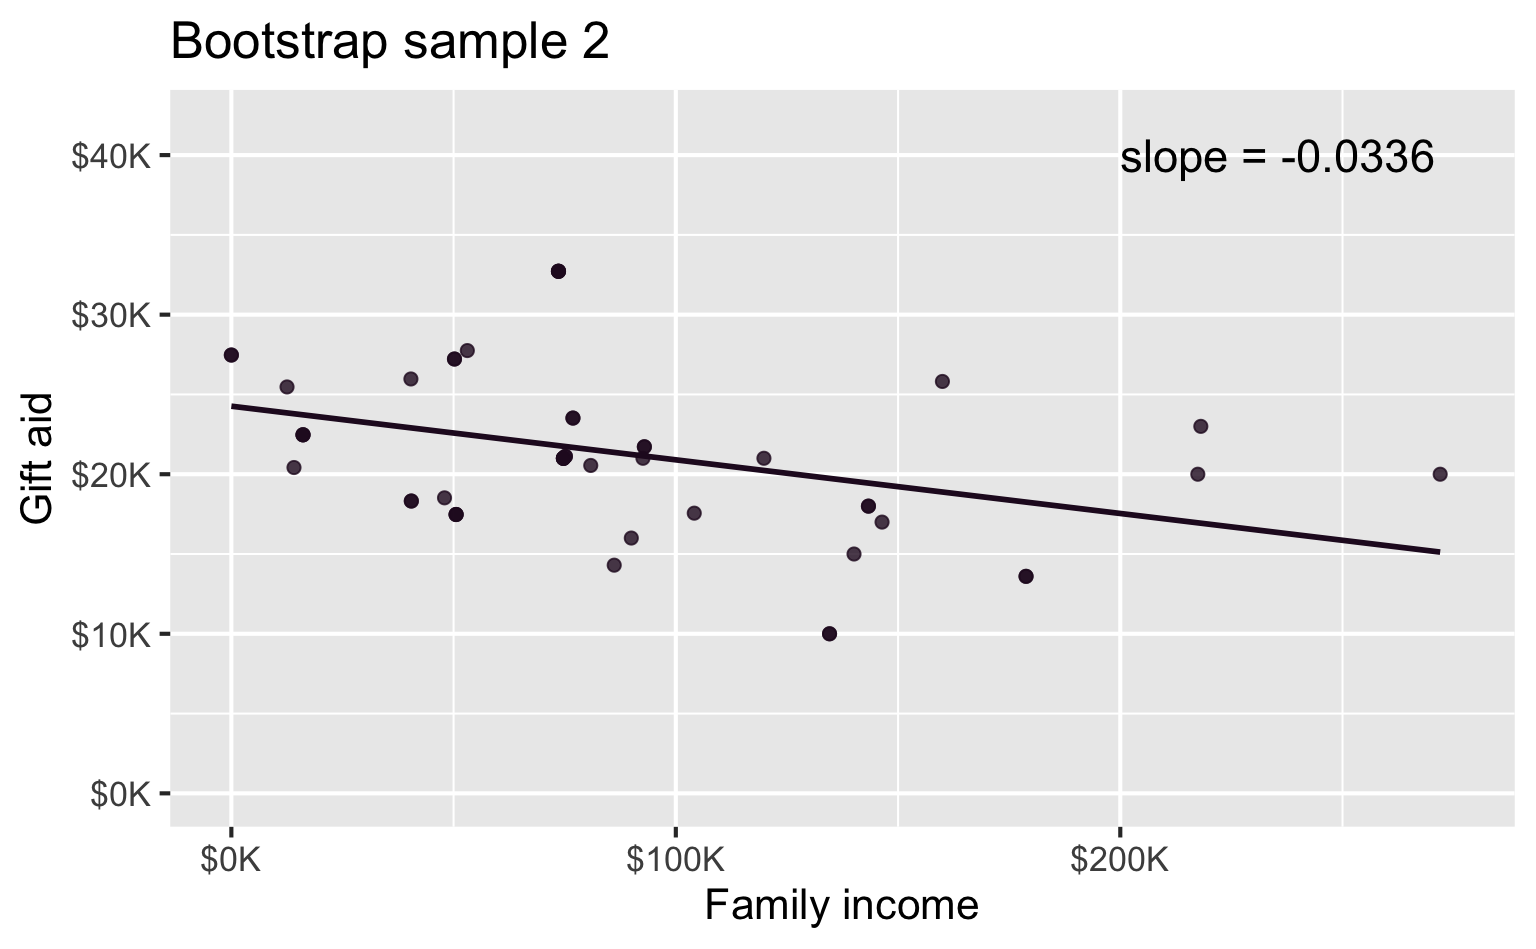 Bootstrap sample 2
slope = -0.0336
$40K
$30K
$20K
$10K
$0K
Gift aid
$0K
$100K
$200K
Family income